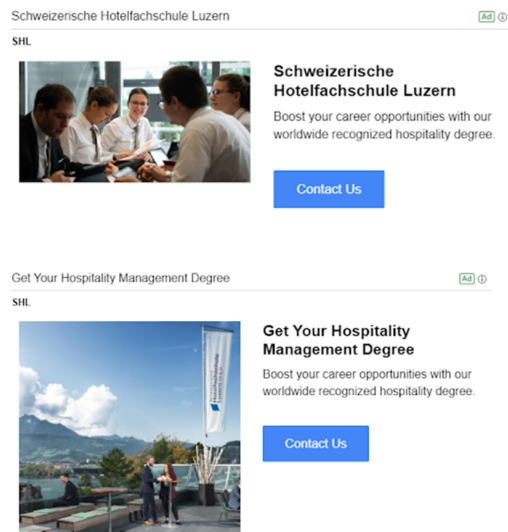 Schweizerische Hotelfachschule Luzern
Ad
SHL
Schweizerische
Hotelfachschule Luzern
Boost your career opportunities with our
worldwide recognized hospitality degree.
Contact Us
Get Your Hospitality Management Degree
Ad
SHL
Get Your Hospitality
Management Degree
Boost your career opportunities with our
worldwide recognized hospitality degree.
Contact Us